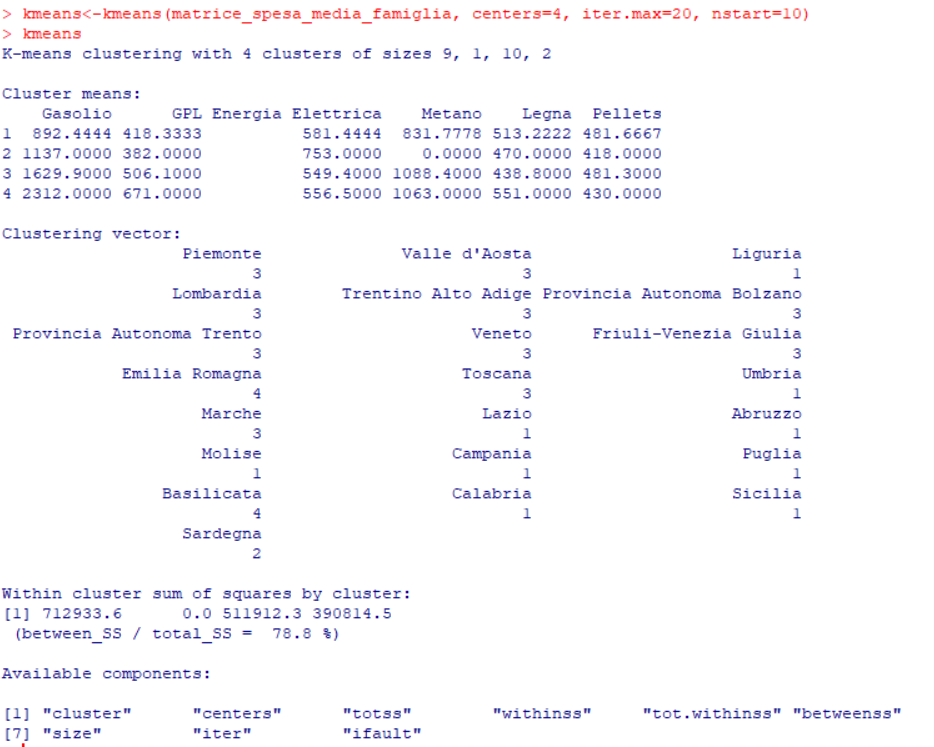 > kmeans<-kmeans(matrice_spesa_media_famiglia, centers=4, iter.max=20, nstart=10)
> kmeans
K-means clustering with 4 clusters of sizes 9, 1, 10, 2
Cluster means:
Gasolio GPL Energia Elettrica Metano Legna Pellets
1 892.4444 418.3333 581.4444 831.7778 513.2222 481.6667
2 1137.0000 382.0000 753.0000 0.0000 470.0000 418.0000
3 1629.9000 506.1000 549.4000 1088.4000 438.8000 481.3000
4 2312.0000 671.0000 556.5000 1063.0000 551.0000 430.0000
Clustering vector:
Piemonte Valle d'Aosta Liguria
3 3 1
Lombardia Trentino Alto Adige Provincia Autonoma Bolzano
3 3 3
Provincia Autonoma Trento Veneto Friuli-Venezia Giulia
3 3 3
Emilia Romagna Toscana Umbria
4 3 1
Marche Lazio Abruzzo
3 1 1
Molise Campania Puglia
1 1 1
Basilicata Calabria Sicilia
4 1 1
Sardegna
2
Within cluster sum of squares by cluster:
[1] 712933.6 0.0 511912.3 390814.5
(between_SS / total_SS = 78.8 %)
Available components:
[1] "cluster" "centers" "totss" "withinss" "tot.withinss" "betweenss"
[7] "size" "iter" "ifault"